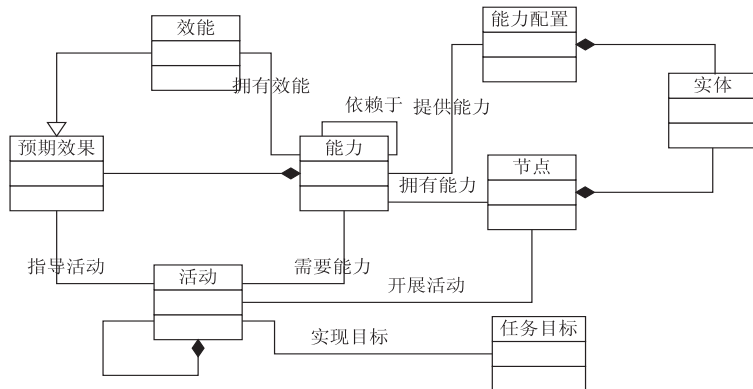 效能
能力配置
拥有效能
依赖于
提供能力
实体
预期效果
能力
拥有能力
节点
指导活动
活动
需要能力
开展活动
实现目标
任务目标